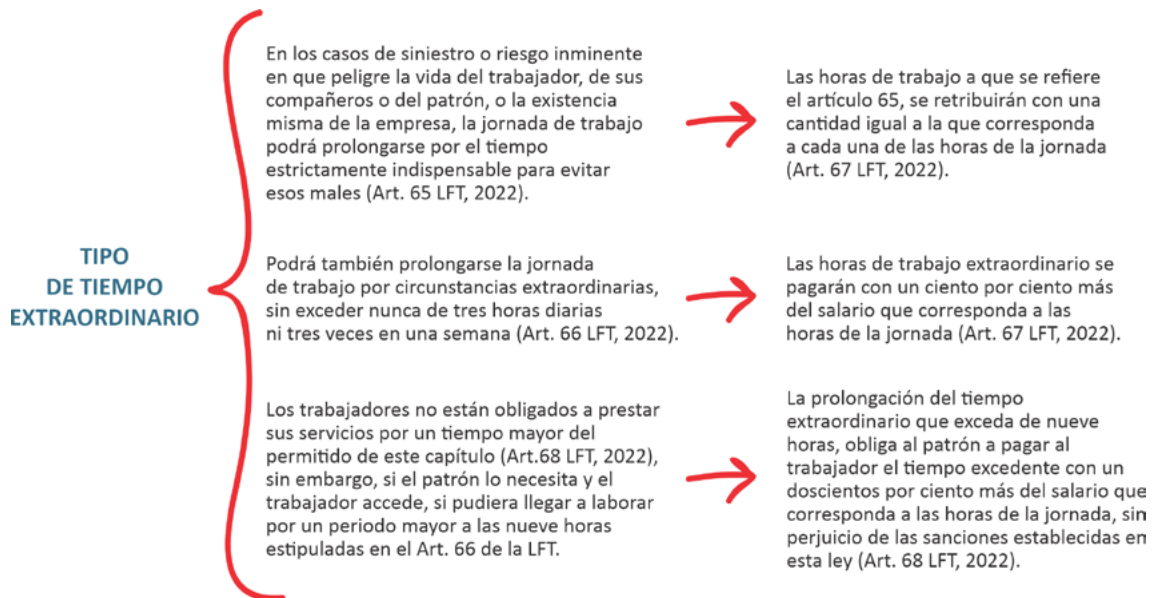 TIPO
DE TIEMPO
EXTRAORDINARIO
En los casos de siniestro o riesgo inminente
en que peligre la vida del trabajador, de sus
compañeros o del patrón, o la existencia
misma de la empresa, la jornada de trabajo
podrá prolongarse por el tiempo
estrictamente indispensable para evitar
esos males (Art. 65 LFT, 2022).
Las horas de trabajo a que se refiere
el artículo 65, se retribuirán con una
cantidad igual a la que corresponda
a cada una de las horas de la jornada
(Art. 67 LFT, 2022).
Podrá también prolongarse la jornada
de trabajo por circunstancias extraordinarias,
sin exceder nunca de tres horas diarias
ni tres veces en una semana (Art. 66 LFT, 2022).
Las horas de trabajo extraordinario se
pagarán con un ciento por ciento más
del salario que corresponda a las
horas de la jornada (Art. 67 LFT, 2022).
Los trabajadores no están obligados a prestar
sus servicios por un tiempo mayor del
permitido de este capítulo (Art.68 LFT, 2022),
sin embargo, si el patrón lo necesita y el
trabajador accede, si pudiera llegar a laborar
por un periodo mayor a las nueve horas
estipuladas en el Art. 66 de la LFT.
La prolongación del tiempo
extraordinario que exceda de nueve
horas, obliga al patrón a pagar al
trabajador el tiempo excedente con un
doscientos por ciento más del salario que
corresponda a las horas de la jornada, sin
perjuicio de las sanciones establecidas en
esta ley (Art. 68 LFT, 2022).